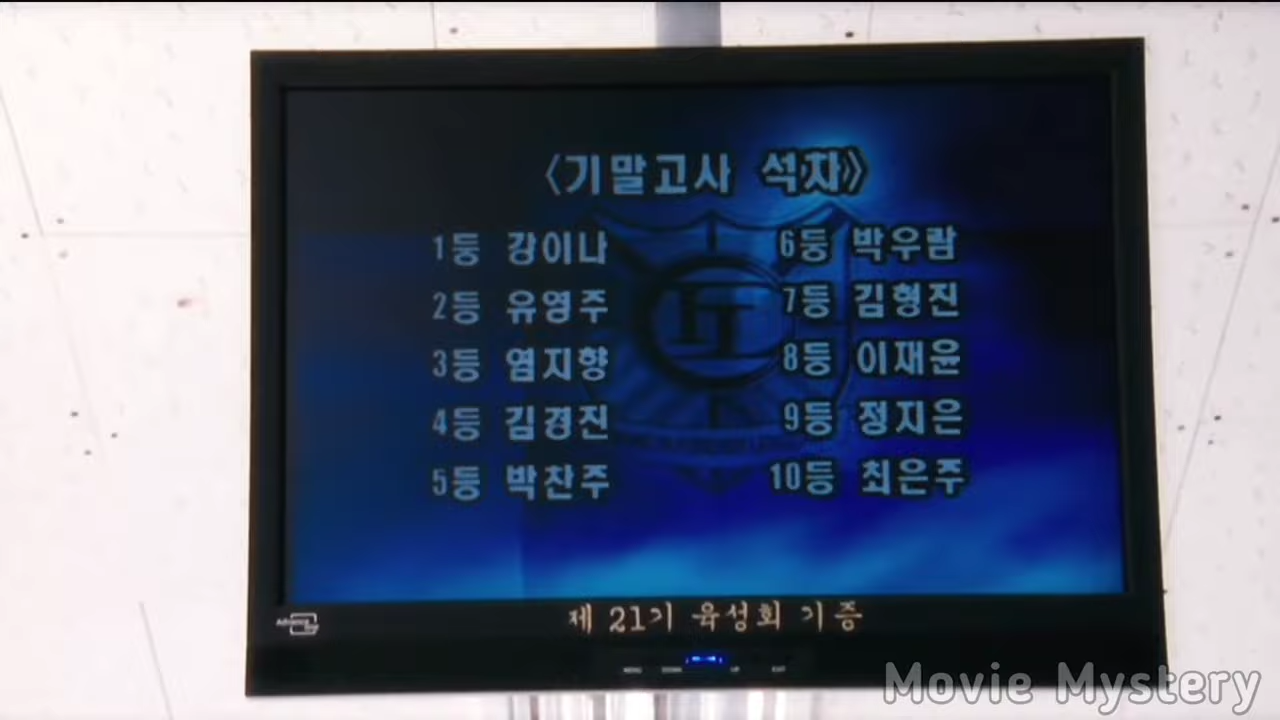 <기말고사 석차>
1등 강이나
2등 유영주
3등 염지향
4등 김경진
5등 박찬주
6등 박우람
7등 김형진
8등 이재윤
9등 정지은
10등 최은주
제 21기 육성회 기증
MENU
Movie Mystery